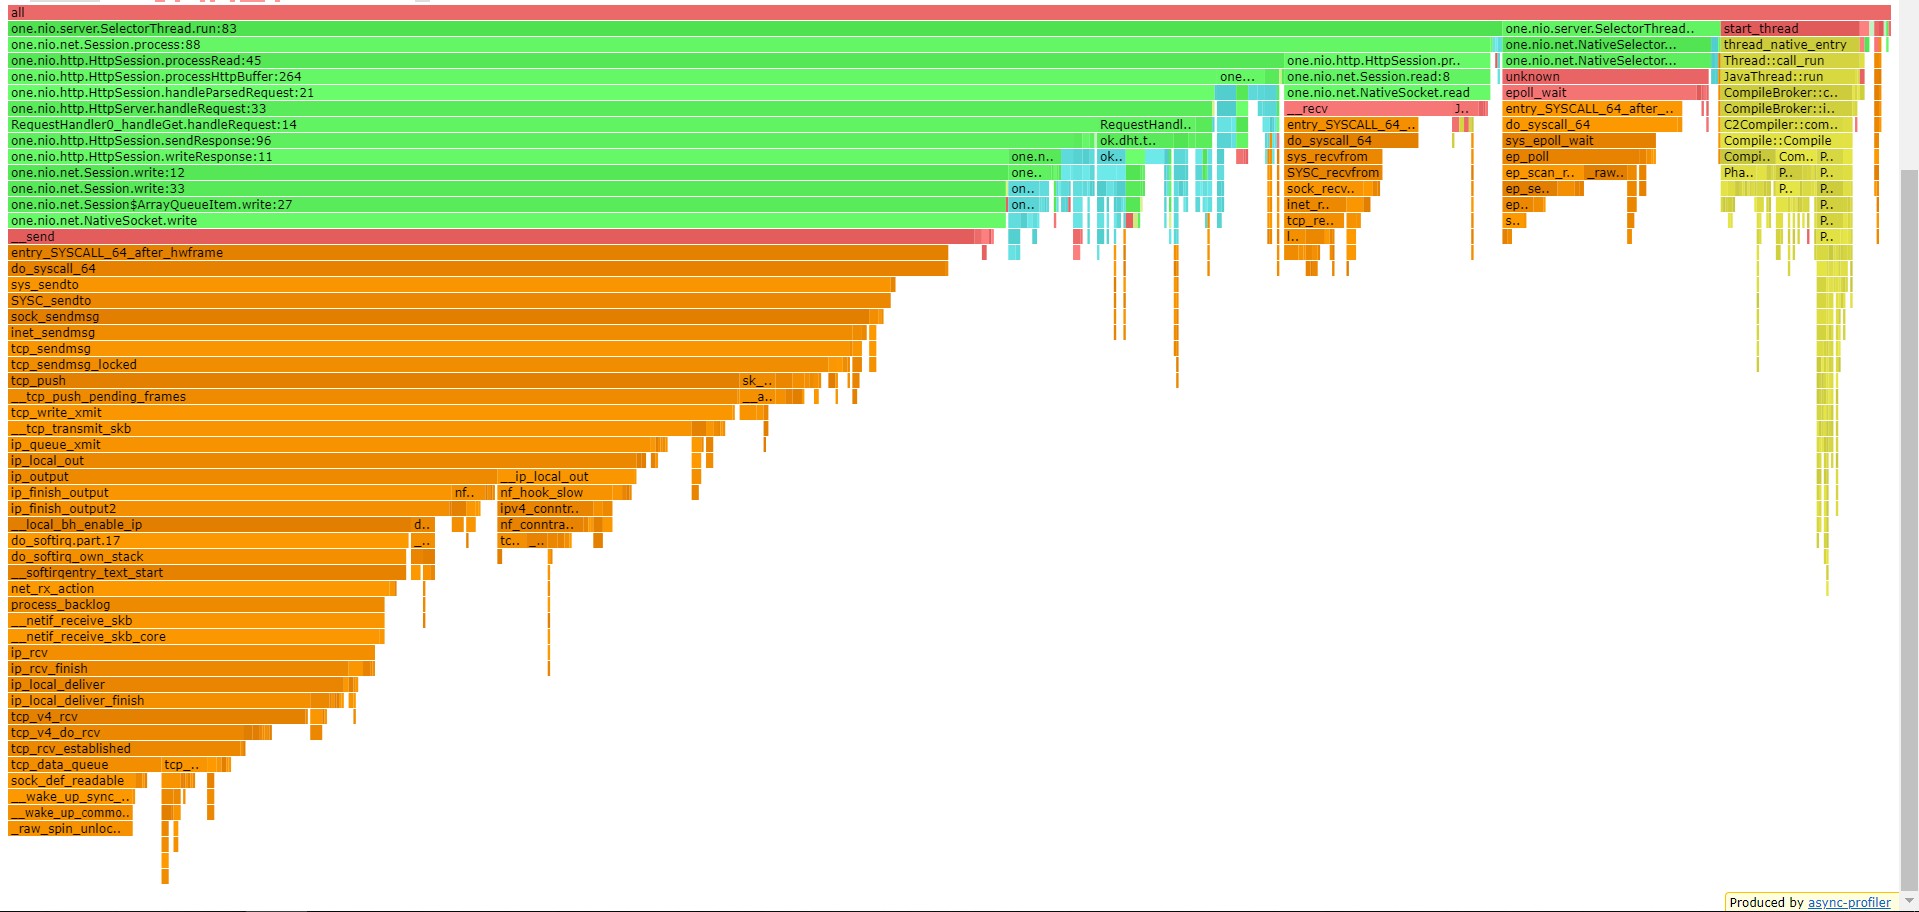 all
one.nio.server.SelectorThread.run:83 one.nio.server.SelectorThread.. start_thread
one.nio.net.Session.process:88 one.nio.net.NativeSelector... thread_native_entry
one.nio.http.HttpSession.processRead:45 one.nio.http.HttpSession.pr.. one.nio.net.NativeSelector... Thread::call_run
one.nio.http.HttpSession.processHttpBuffer:264 one... one.nio.net.Session.read:8 unknown JavaThread::run
one.nio.http.HttpSession.handleParsedRequest:21 one.nio.net.NativeSocket.read epoll_wait CompileBroker::c..
one.nio.http.HttpServer.handleRequest:33 __recv J.. entry_SYSCALL_64_after_... CompileBroker::i..
RequestHandler0_handleGet.handleRequest:14 RequestHandl.. entry_SYSCALL_64_... do_syscall_64 C2Compiler::com..
one.nio.http.HttpSession.sendResponse:96 ok.dht.t.. do_syscall_64 sys_epoll_wait Compile::Compile
one.nio.http.HttpSession.writeResponse:11 one.n.. ok.. sys_recvfrom ep_poll Compi.. Com.. P..
one.nio.net.Session.write:12 one.. SYSC_recvfrom ep_scan_r.. _raw.. Pha.. P.. P..
one.nio.net.Session.write:33 on.. sock_recv.. ep_se.. P.. P..
one.nio.net.Session$ArrayQueueItem.write:27 on.. inet_r.. ep.. P..
one.nio.net.NativeSocket.write tcp_re.. s.. P..
__send l.. P..
entry_SYSCALL_64_after_hwframe
do_syscall_64
sys_sendto
SYSC_sendto
sock_sendmsg
inet_sendmsg
tcp_sendmsg
tcp_sendmsg_locked
tcp_push sk_..
__tcp_push_pending_frames __a..
tcp_write_xmit
__tcp_transmit_skb
ip_queue_xmit
ip_local_out
ip_output __ip_local_out
ip_finish_output nf.. nf_hook_slow
ip_finish_output2 ipv4_conntr..
__local_bh_enable_ip d.. nf_conntra..
do_softirq.part.17 _.. tc.. _..
do_softirq_own_stack
__softirqentry_text_start
net_rx_action
process_backlog
__netif_receive_skb
__netif_receive_skb_core
ip_rcv
ip_rcv_finish
ip_local_deliver
ip_local_deliver_finish
tcp_v4_rcv
tcp_v4_do_rcv
tcp_rcv_established
tcp_data_queue tcp_..
sock_def_readable
__wake_up_sync_..
__wake_up_commo..
_raw_spin_unloc..
Produced by async-profiler